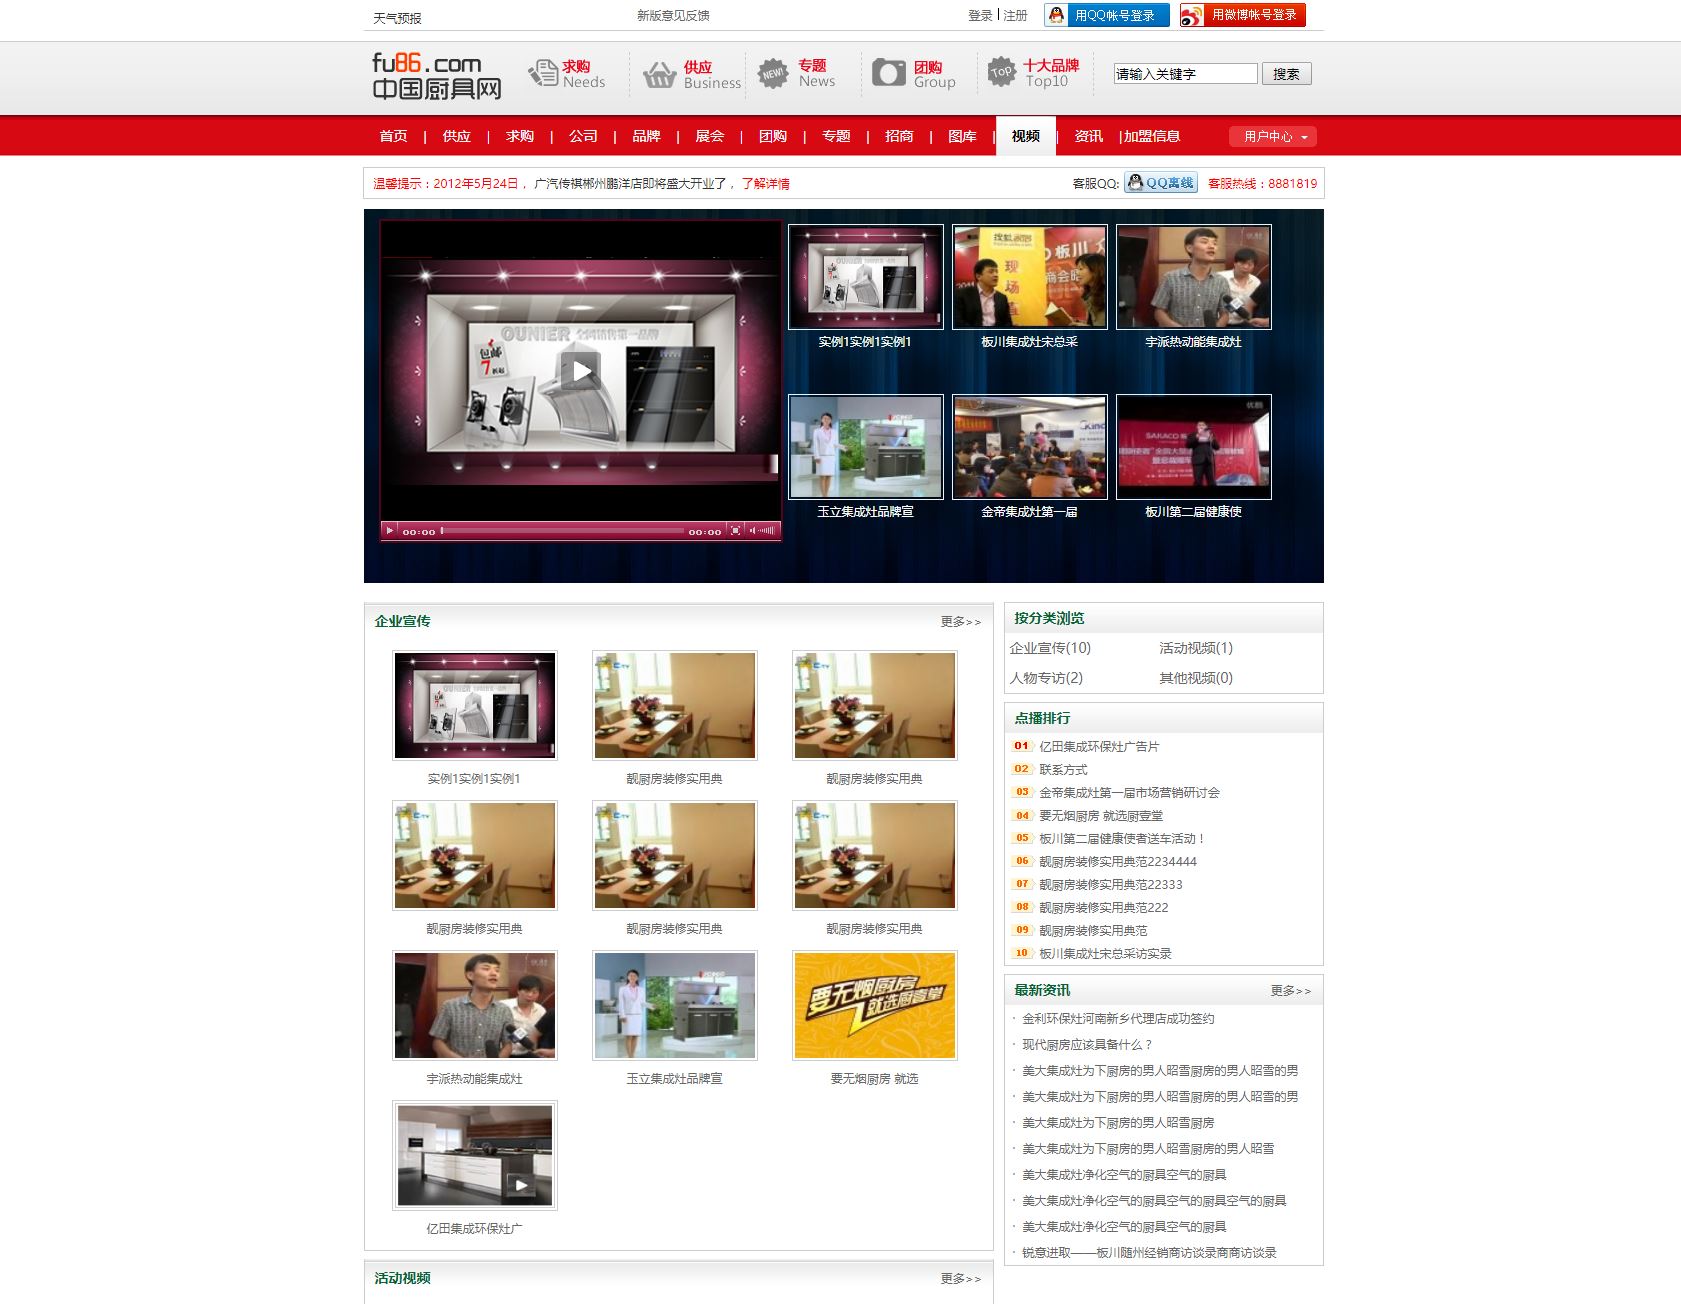 天气预报
新版意见反馈
登录 | 注册
用QQ帐号登录
用微博帐号登录
fu86.com
中国厨具网
求购
Needs
供应
Business
NEW!
专题
News
团购
Group
TOP
十大品牌
Top10
请输入关键字
搜索
首页 | 供应 | 求购 | 公司 | 品牌 | 展会 | 团购 | 专题 | 招商 | 图库 | 视频 | 资讯 |加盟信息
用户中心
温馨提示：2012年5月24日， 广汽传祺郴州鹏洋店即将盛大开业了， 了解详情
客服QQ: QQ离线 客服热线：8881819
OUNIER 全国销售第一品牌
包邮
7折起
00:00
00:00
实例1实例1实例1
板川集成灶宋总采
宇派热动能集成灶
玉立集成灶品牌宣
金帝集成灶第一届
板川第二届健康使
企业宣传
更多>>
实例1实例1实例1
靓厨房装修实用典
靓厨房装修实用典
靓厨房装修实用典
靓厨房装修实用典
靓厨房装修实用典
宇派热动能集成灶
玉立集成灶品牌宣
要无烟厨房
就选厨壹堂
要无烟厨房 就选
亿田集成环保灶广
活动视频
更多>>
按分类浏览
企业宣传(10)
活动视频(1)
人物专访(2)
其他视频(0)
点播排行
01 亿田集成环保灶广告片
02 联系方式
03 金帝集成灶第一届市场营销研讨会
04 要无烟厨房 就选厨壹堂
05 板川第二届健康使者送车活动！
06 靓厨房装修实用典范2234444
07 靓厨房装修实用典范22333
08 靓厨房装修实用典范222
09 靓厨房装修实用典范
10 板川集成灶宋总采访实录
最新资讯
更多>>
· 金利环保灶河南新乡代理店成功签约
· 现代厨房应该具备什么？
· 美大集成灶为下厨房的男人昭雪厨房的男人昭雪的男
· 美大集成灶为下厨房的男人昭雪厨房的男人昭雪的男
· 美大集成灶为下厨房的男人昭雪厨房
· 美大集成灶为下厨房的男人昭雪厨房的男人昭雪
· 美大集成灶净化空气的厨具空气的厨具
· 美大集成灶净化空气的厨具空气的厨具空气的厨具
· 美大集成灶净化空气的厨具空气的厨具
· 锐意进取——板川随州经销商访谈录商商访谈录